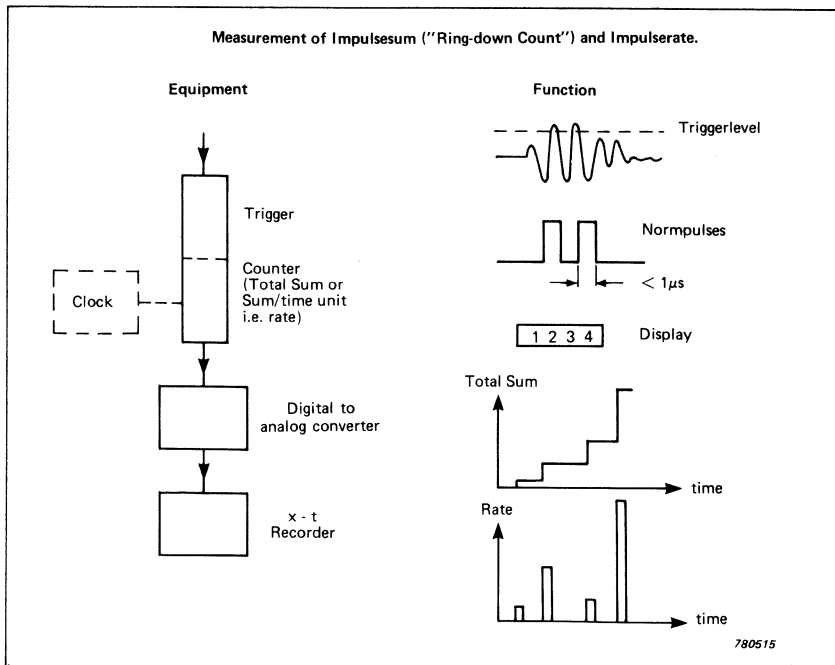 Measurement of Impulsesum ("Ring-down Count") and Impulserate.
Equipment
Trigger
Counter
(Total Sum or
Sum/time unit
i.e. rate)
Clock
Digital to
analog converter
x - t
Recorder
Function
Triggerlevel
Normpulses
< 1μs
1 2 3 4
Display
Total Sum
time
Rate
time
780515